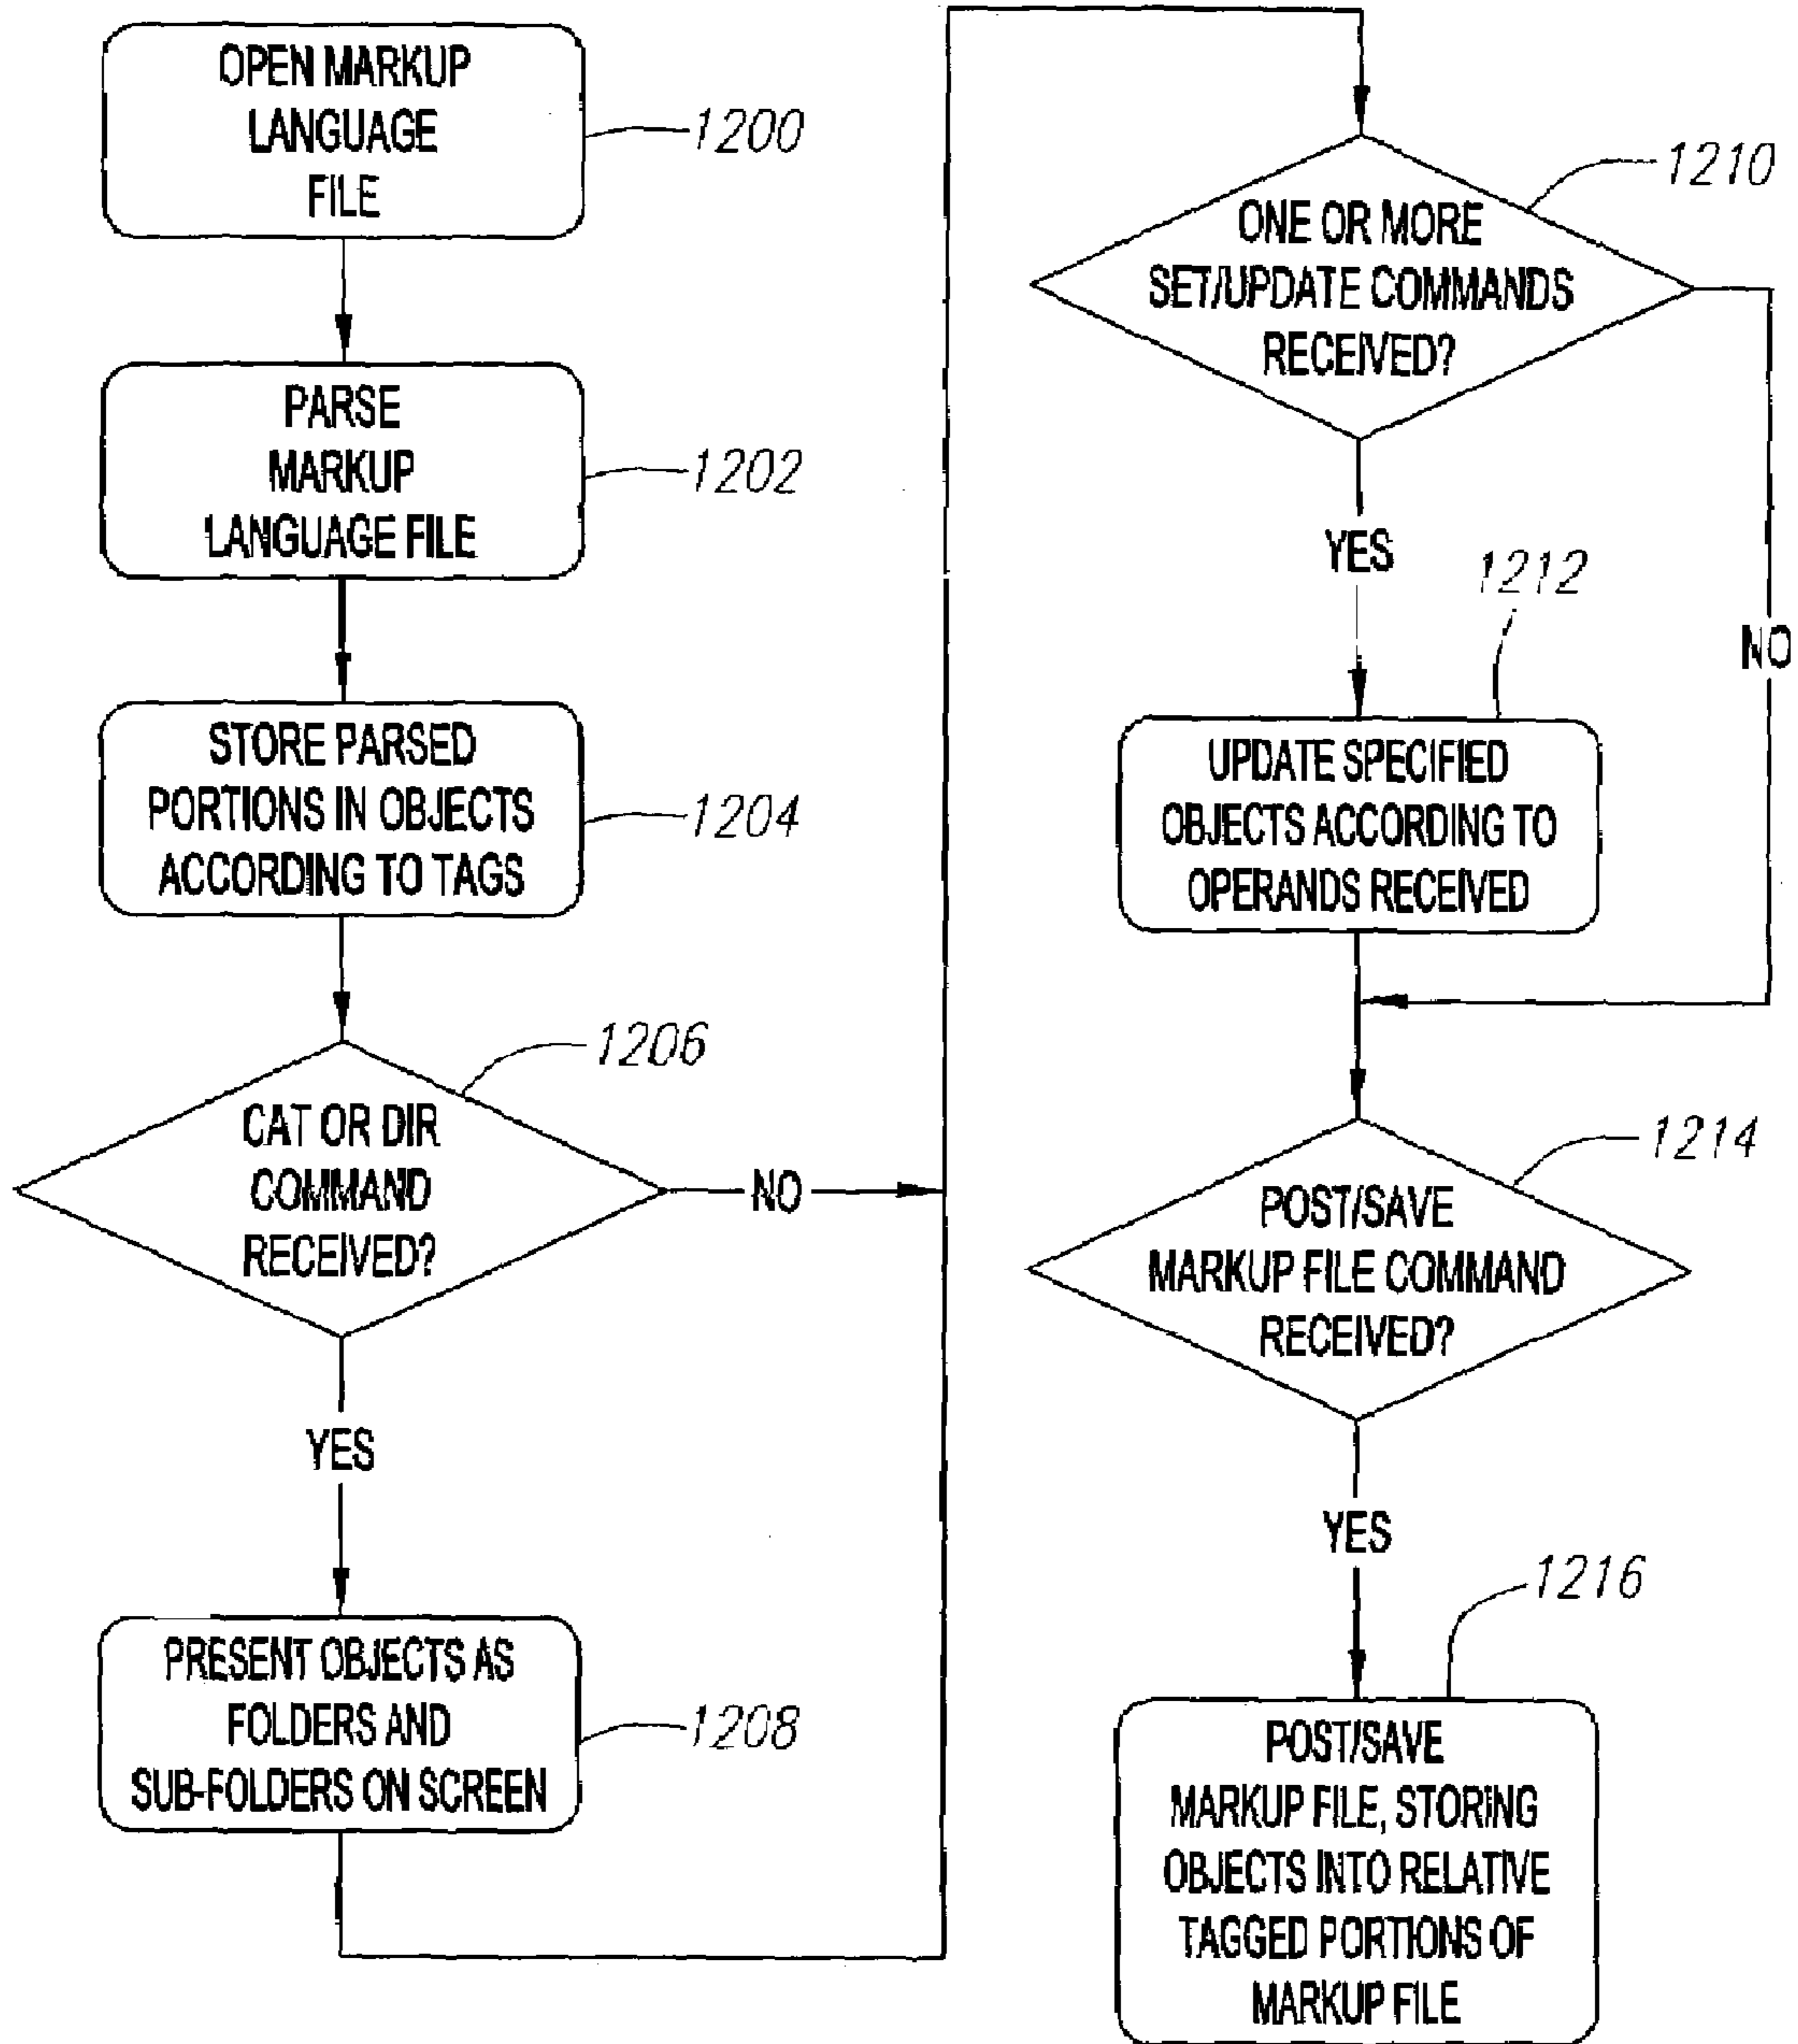 OPEN MARKUP
LANGUAGE
FILE
1200
PARSE
MARKUP
LANGUAGE FILE
1202
STORE PARSED
PORTIONS IN OBJECTS
ACCORDING TO TAGS
1204
1206
CAT OR DIR
COMMAND
RECEIVED?
NO
YES
PRESENT OBJECTS AS
FOLDERS AND
SUB-FOLDERS ON SCREEN
1208
1210
ONE OR MORE
SET/UPDATE COMMANDS
RECEIVED?
YES
NO
1212
UPDATE SPECIFIED
OBJECTS ACCORDING TO
OPERANDS RECEIVED
1214
POST/SAVE
MARKUP FILE COMMAND
RECEIVED?
YES
1216
POST/SAVE
MARKUP FILE, STORING
OBJECTS INTO RELATIVE
TAGGED PORTIONS OF
MARKUP FILE